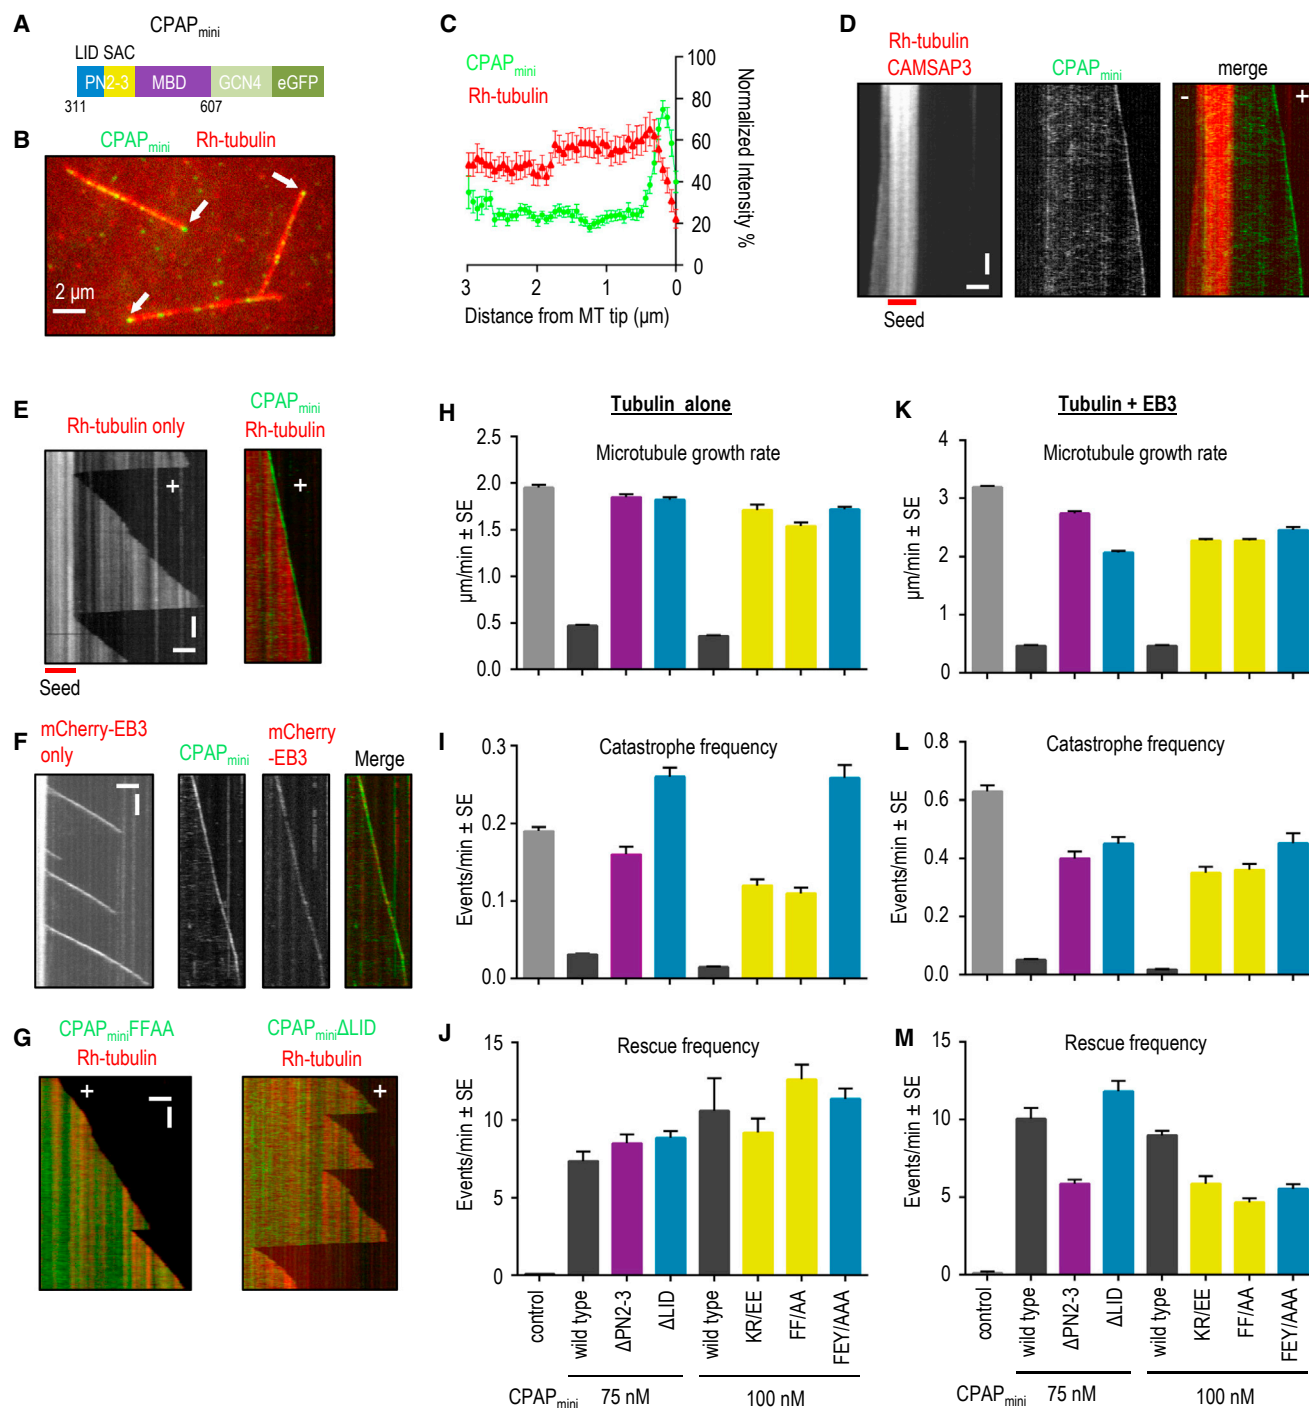 A
CPAPmini
LID SAC
PN2-3 MBD GCN4 eGFP
311 607
B
CPAPmini Rh-tubulin
2 µm
C
CPAPmini
Rh-tubulin
100
80
60
40
20
0
Normalized Intensity %
3 2 1 0
Distance from MT tip (µm)
D
Rh-tubulin
CAMSAP3
CPAPmini
merge
- +
Seed
E
Rh-tubulin only
CPAPmini
Rh-tubulin
+ +
Seed
F
mCherry-EB3
only
CPAPmini
mCherry
-EB3
Merge
G
CPAPminiFFAA
Rh-tubulin
CPAPminiΔLID
Rh-tubulin
+ +
H
Tubulin alone
Microtubule growth rate
µm/min ± SE
2.5
2.0
1.5
1.0
0.5
0.0
I
Catastrophe frequency
Events/min ± SE
0.3
0.2
0.1
0.0
J
Rescue frequency
Events/min ± SE
15
10
5
0
control
wild type
ΔPN2-3
ΔLID
wild type
KR/EE
FF/AA
FEY/AAA
CPAPmini 75 nM 100 nM
K
Tubulin + EB3
Microtubule growth rate
µm/min ± SE
4
3
2
1
0
L
Catastrophe frequency
Events/min ± SE
0.8
0.6
0.4
0.2
0.0
M
Rescue frequency
Events/min ± SE
15
10
5
0
control
wild type
ΔPN2-3
ΔLID
wild type
KR/EE
FF/AA
FEY/AAA
CPAPmini 75 nM 100 nM